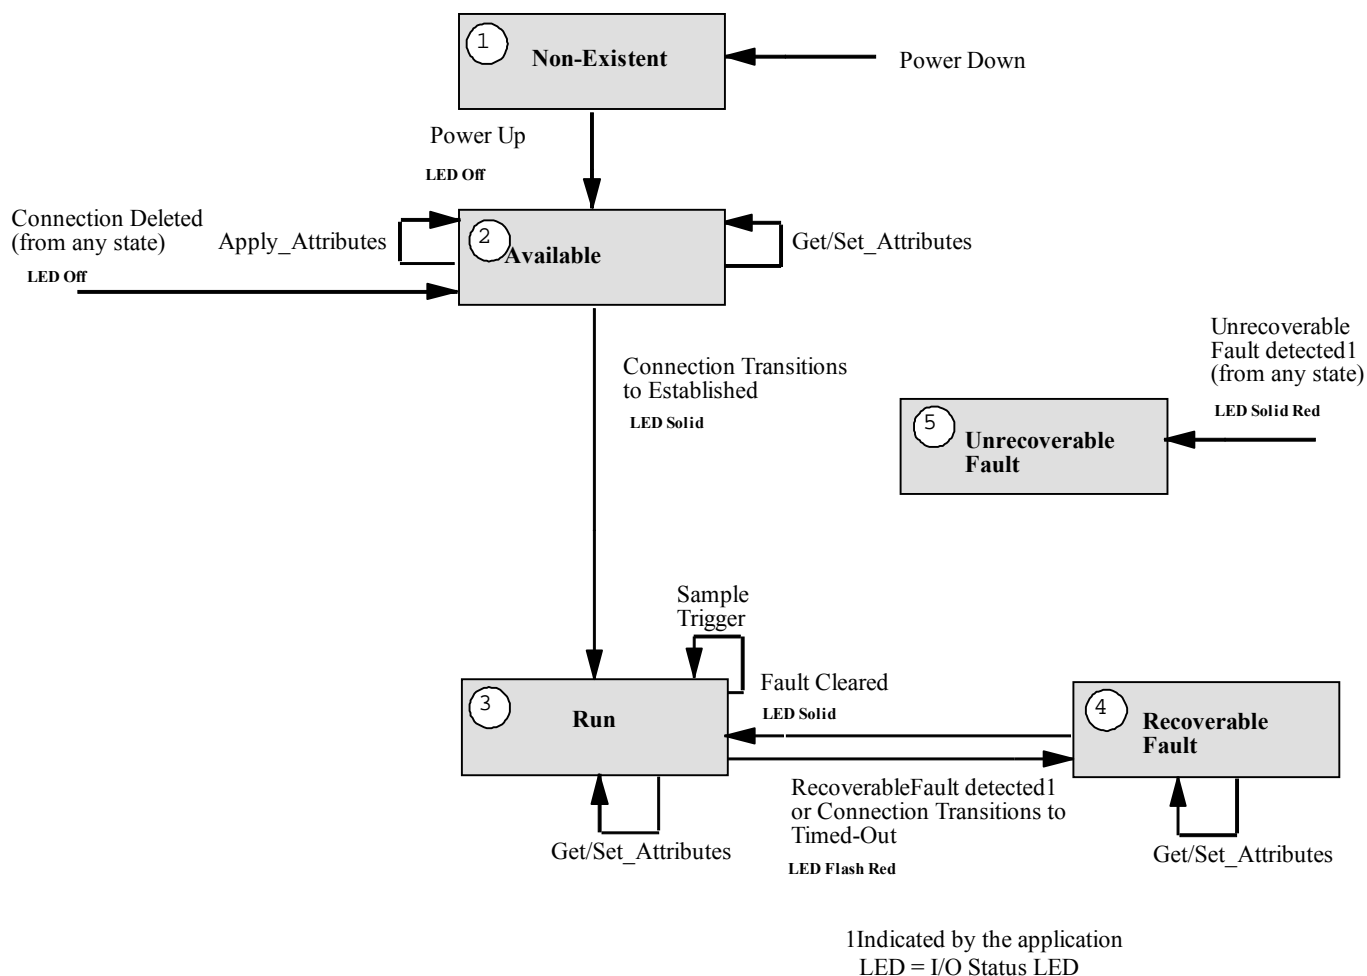 1
Non-Existent
Power Down
Power Up
LED Off
Connection Deleted
(from any state)
LED Off
Apply_Attributes
2
Available
Get/Set_Attributes
Connection Transitions
to Established
LED Solid
Unrecoverable
Fault detected1
(from any state)
LED Solid Red
5
Unrecoverable
Fault
Sample
Trigger
3
Run
Fault Cleared
LED Solid
4
Recoverable
Fault
RecoverableFault detected1
or Connection Transitions to
Timed-Out
LED Flash Red
Get/Set_Attributes
Get/Set_Attributes
1Indicated by the application
LED = I/O Status LED